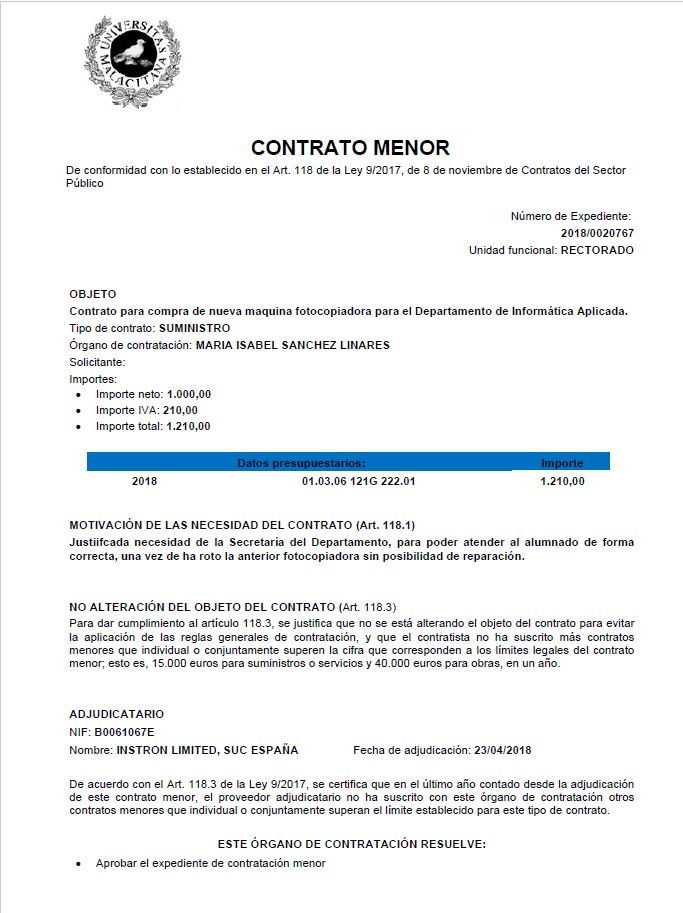 UNIVERSITAS
MALACITANA
CONTRATO MENOR
De conformidad con lo establecido en el Art. 118 de la Ley 9/2017, de 8 de noviembre de Contratos del Sector
Público
Número de Expediente:
2018/0020767
Unidad funcional: RECTORADO
OBJETO
Contrato para compra de nueva maquina fotocopiadora para el Departamento de Informática Aplicada.
Tipo de contrato: SUMINISTRO
Órgano de contratación: MARIA ISABEL SANCHEZ LINARES
Solicitante:
Importes:
• Importe neto: 1.000,00
• Importe IVA: 210,00
• Importe total: 1.210,00
Datos presupuestarios: Importe
2018 01.03.06 121G 222.01 1.210,00
MOTIVACIÓN DE LAS NECESIDAD DEL CONTRATO (Art. 118.1)
Justiifcada necesidad de la Secretaría del Departamento, para poder atender al alumnado de forma
correcta, una vez de ha roto la anterior fotocopiadora sin posibilidad de reparación.
NO ALTERACIÓN DEL OBJETO DEL CONTRATO (Art. 118.3)
Para dar cumplimiento al artículo 118.3, se justifica que no se está alterando el objeto del contrato para evitar
la aplicación de las reglas generales de contratación, y que el contratista no ha suscrito más contratos
menores que individual o conjuntamente superen la cifra que corresponden a los límites legales del contrato
menor; esto es, 15.000 euros para suministros o servicios y 40.000 euros para obras, en un año.
ADJUDICATARIO
NIF: B0061067E
Nombre: INSTRON LIMITED, SUC ESPAÑA Fecha de adjudicación: 23/04/2018
De acuerdo con el Art. 118.3 de la Ley 9/2017, se certifica que en el último año contado desde la adjudicación
de este contrato menor, el proveedor adjudicatario no ha suscrito con este órgano de contratación otros
contratos menores que individual o conjuntamente superan el límite establecido para este tipo de contrato.
ESTE ÓRGANO DE CONTRATACIÓN RESUELVE:
• Aprobar el expediente de contratación menor